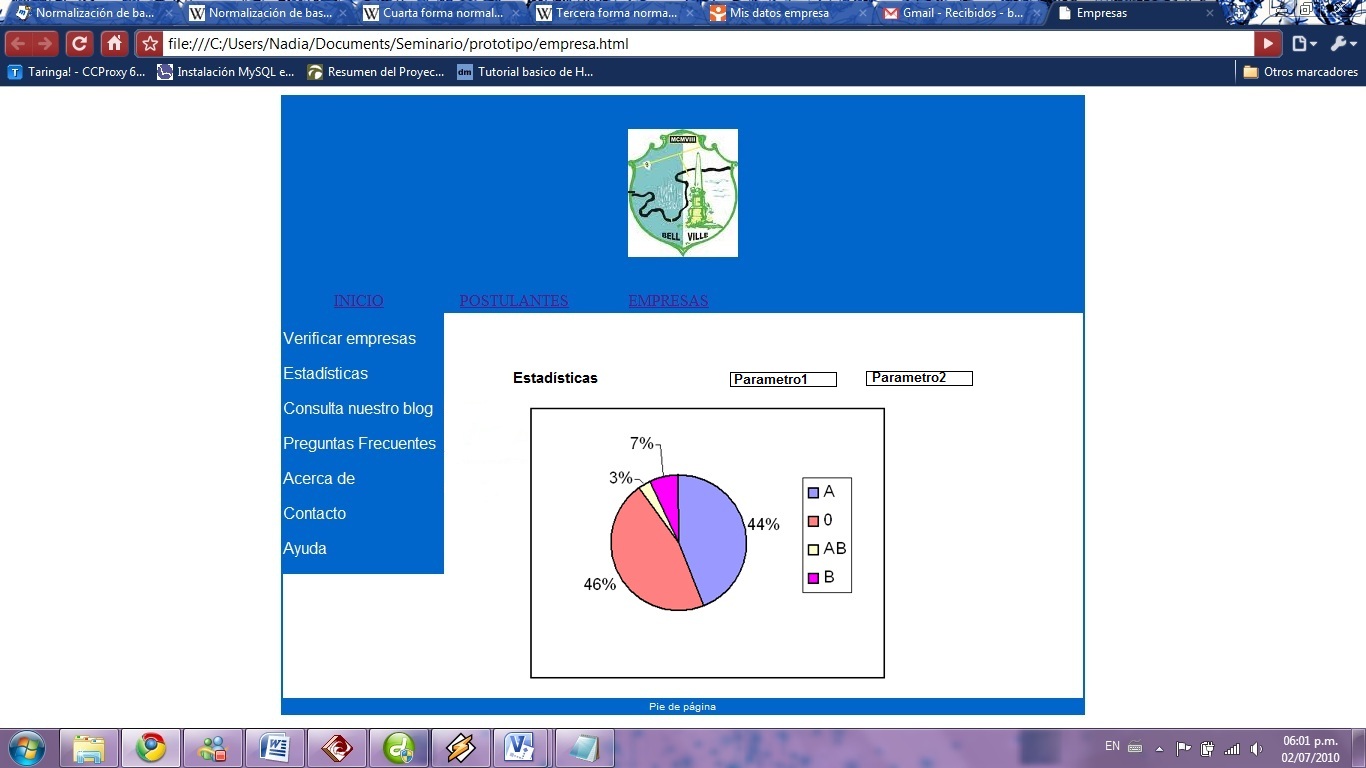 Normalización de ba...
Normalización de bas...
Cuarta forma normal...
Tercera forma norma...
Mis datos empresa
Gmail - Recibidos - b...
Empresas
file:///C:/Users/Nadia/Documents/Seminario/prototipo/empresa.html
Taringa! - CCProxy 6...
Instalación MySQL e...
Resumen del Proyec...
Tutorial basico de H...
Otros marcadores
MCMVIII
BELL VILLE
INICIO
POSTULANTES
EMPRESAS
Verificar empresas
Estadísticas
Consulta nuestro blog
Preguntas Frecuentes
Acerca de
Contacto
Ayuda
Estadísticas
Parametro1
Parametro2
7%
3%
44%
46%
A
0
AB
B
Pie de página
EN
06:01 p.m.
02/07/2010